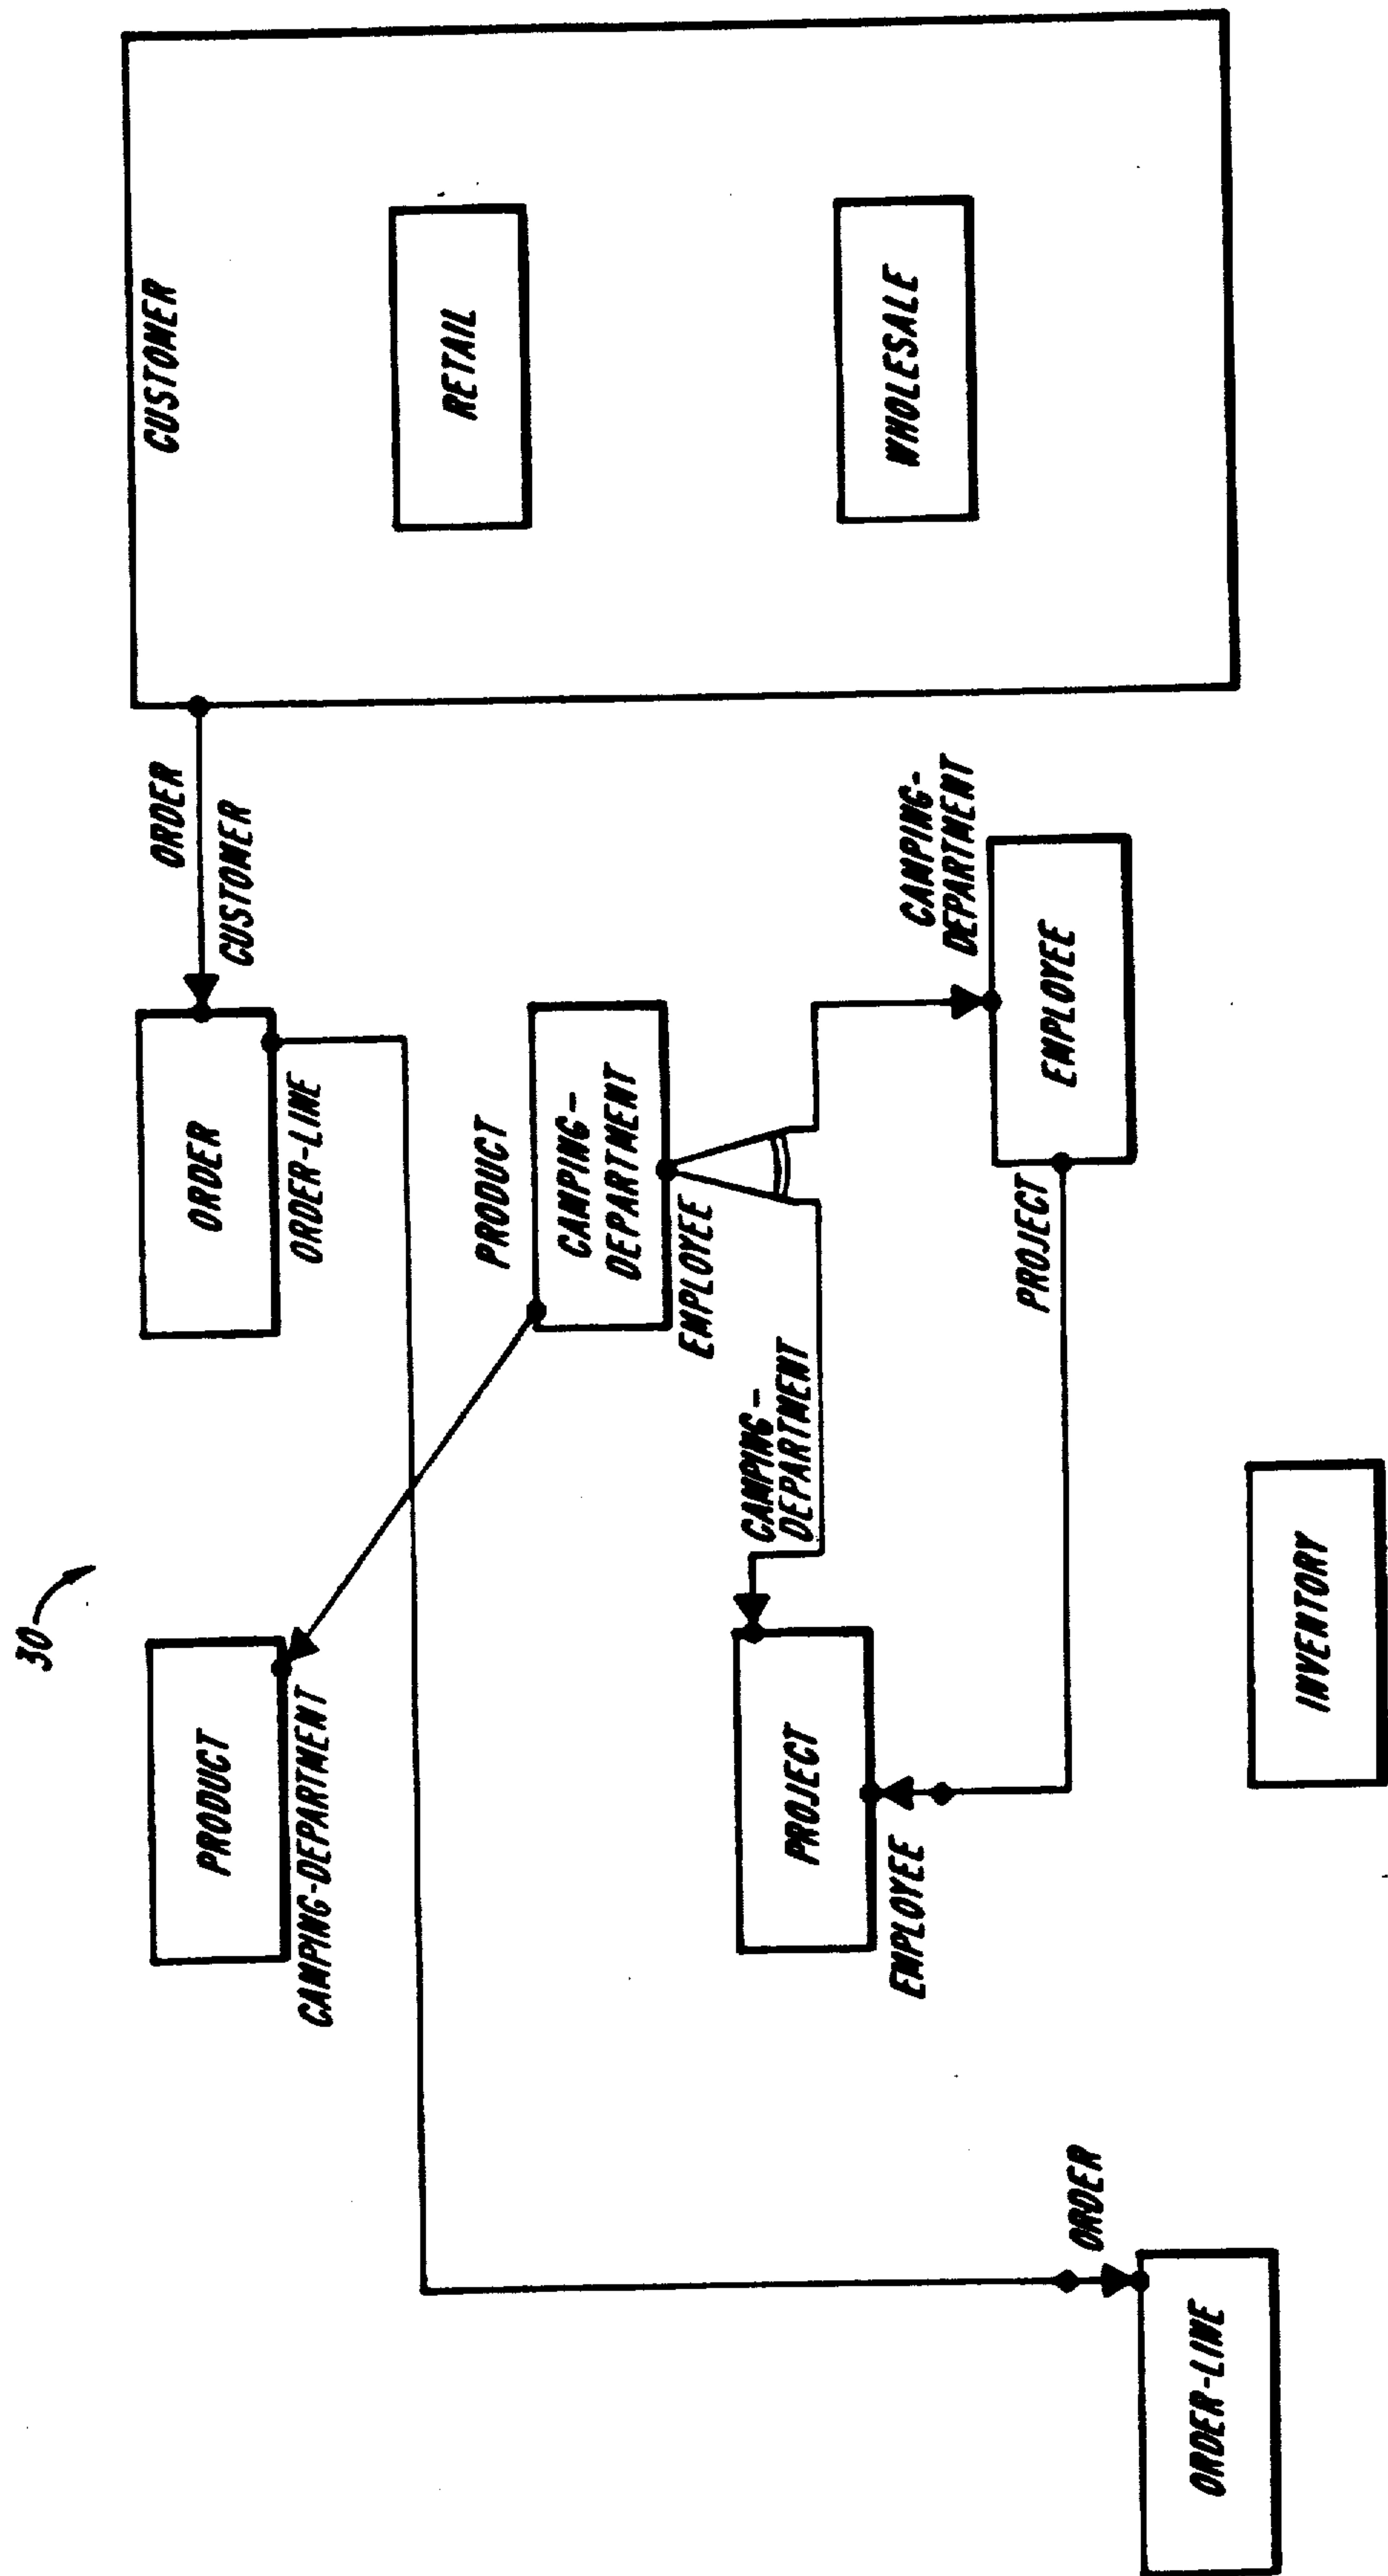 30
CUSTOMER
ORDER
PRODUCT
ORDER
CUSTOMER
CAMPING-DEPARTMENT
ORDER-LINE
RETAIL
PRODUCT
CAMPING-
DEPARTMENT
EMPLOYEE
CAMPING-
DEPARTMENT
PROJECT
WHOLESALE
EMPLOYEE
CAMPING-
DEPARTMENT
PROJECT
EMPLOYEE
ORDER
ORDER-LINE
INVENTORY